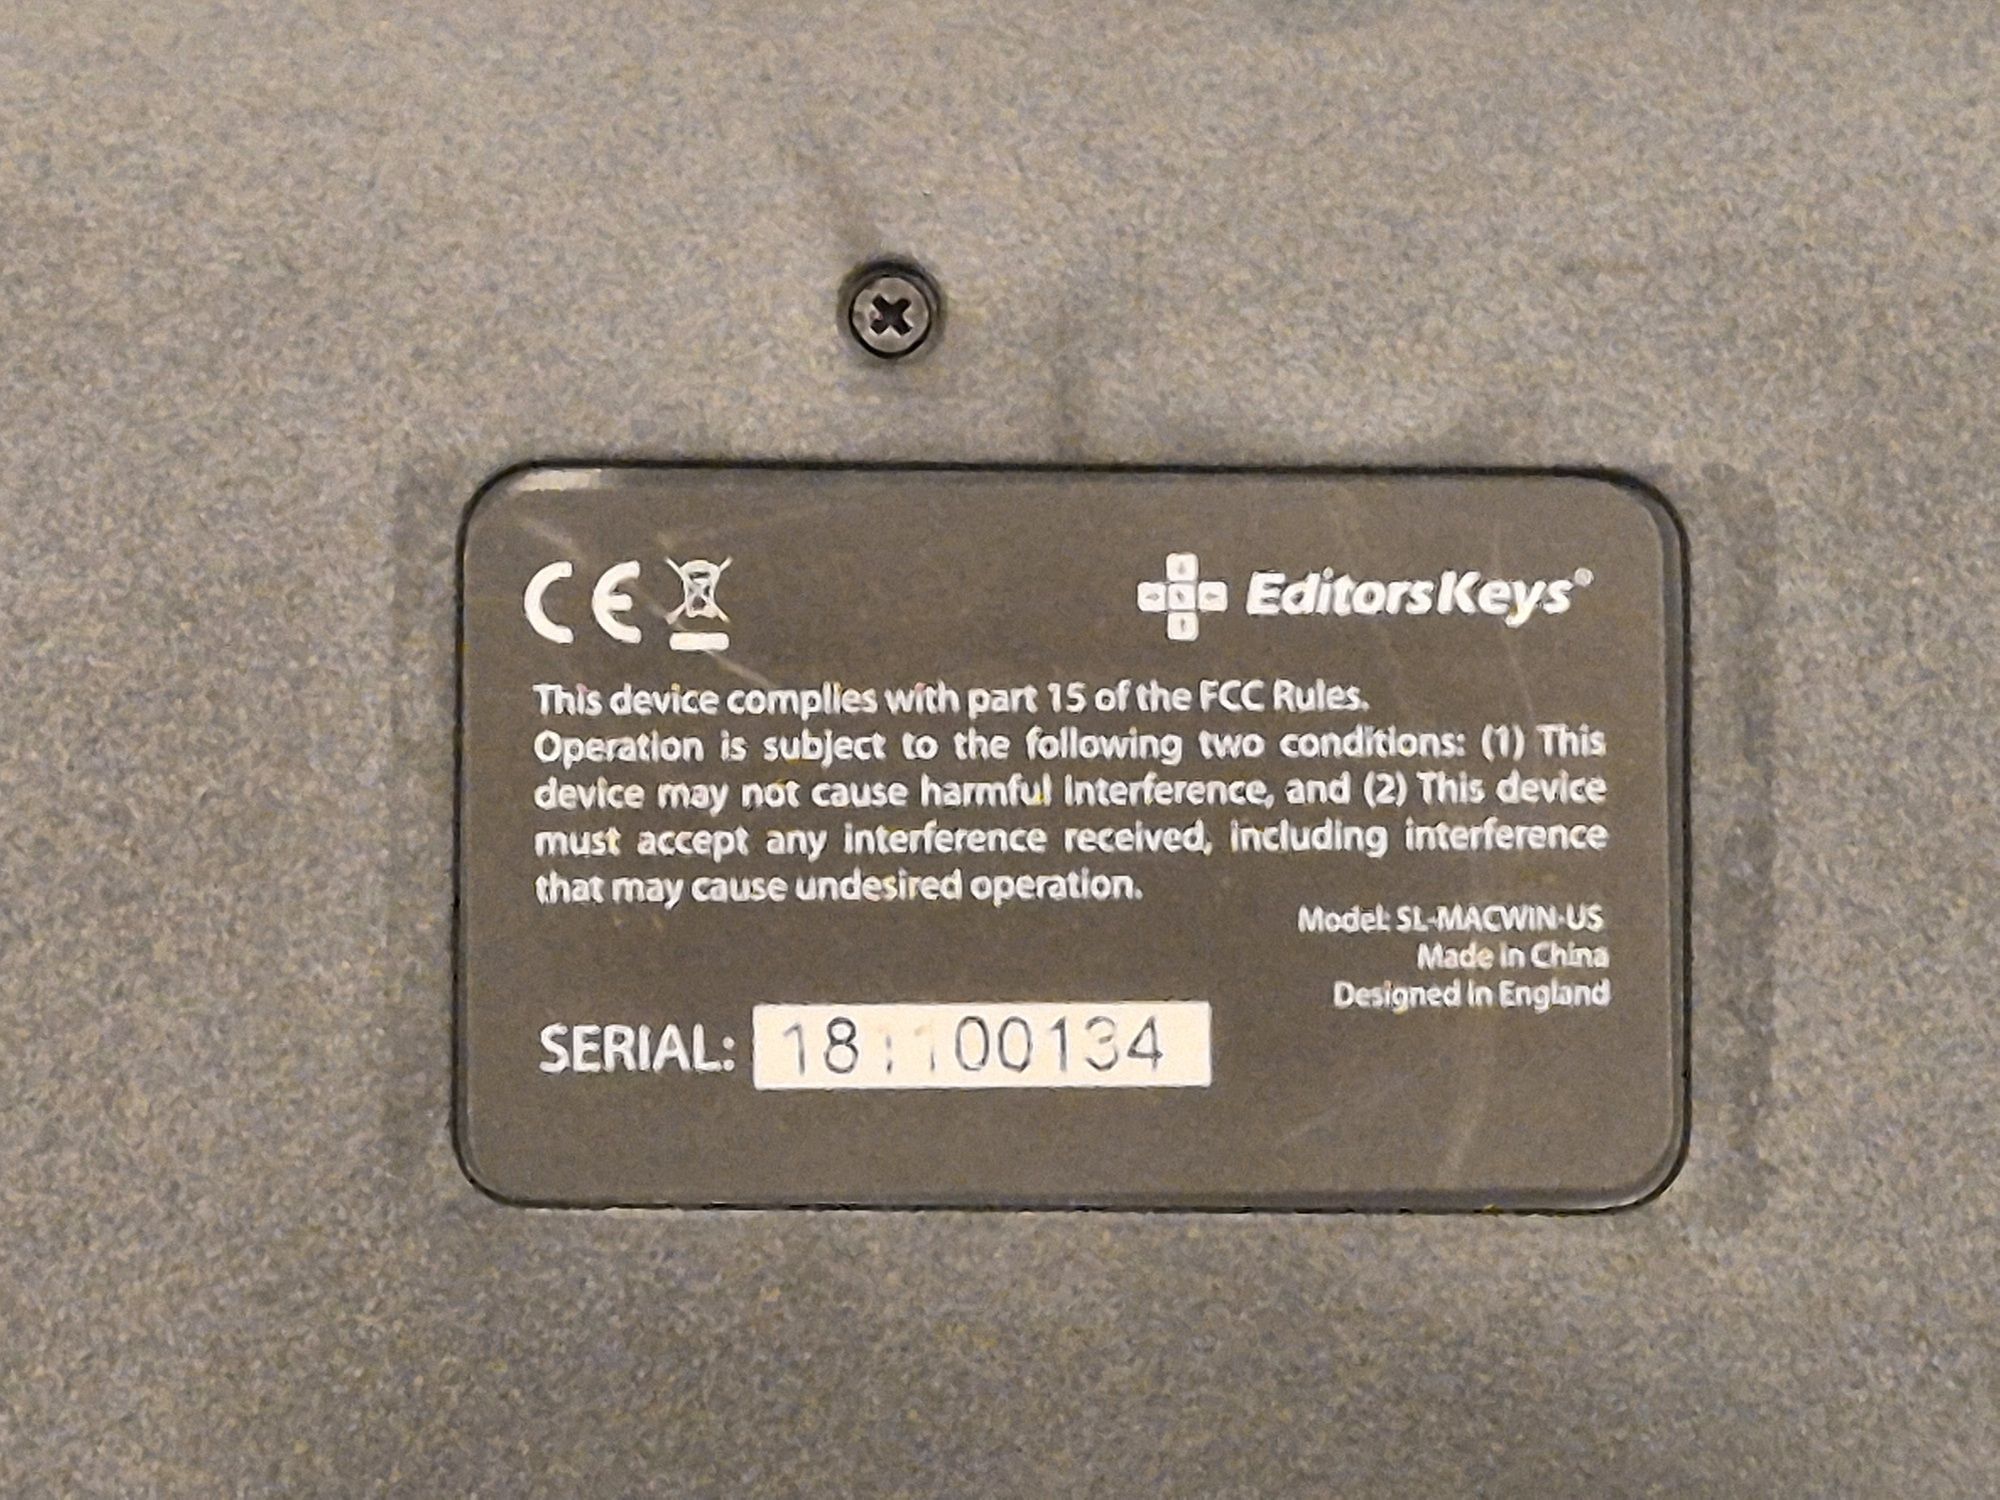 CE
EditorsKeys®
This device complies with part 15 of the FCC Rules.
Operation is subject to the following two conditions: (1) This
device may not cause harmful interference, and (2) This device
must accept any interference received, including interference
that may cause undesired operation.
Model: SL-MACWIN-US
Made in China
Designed in England
SERIAL: